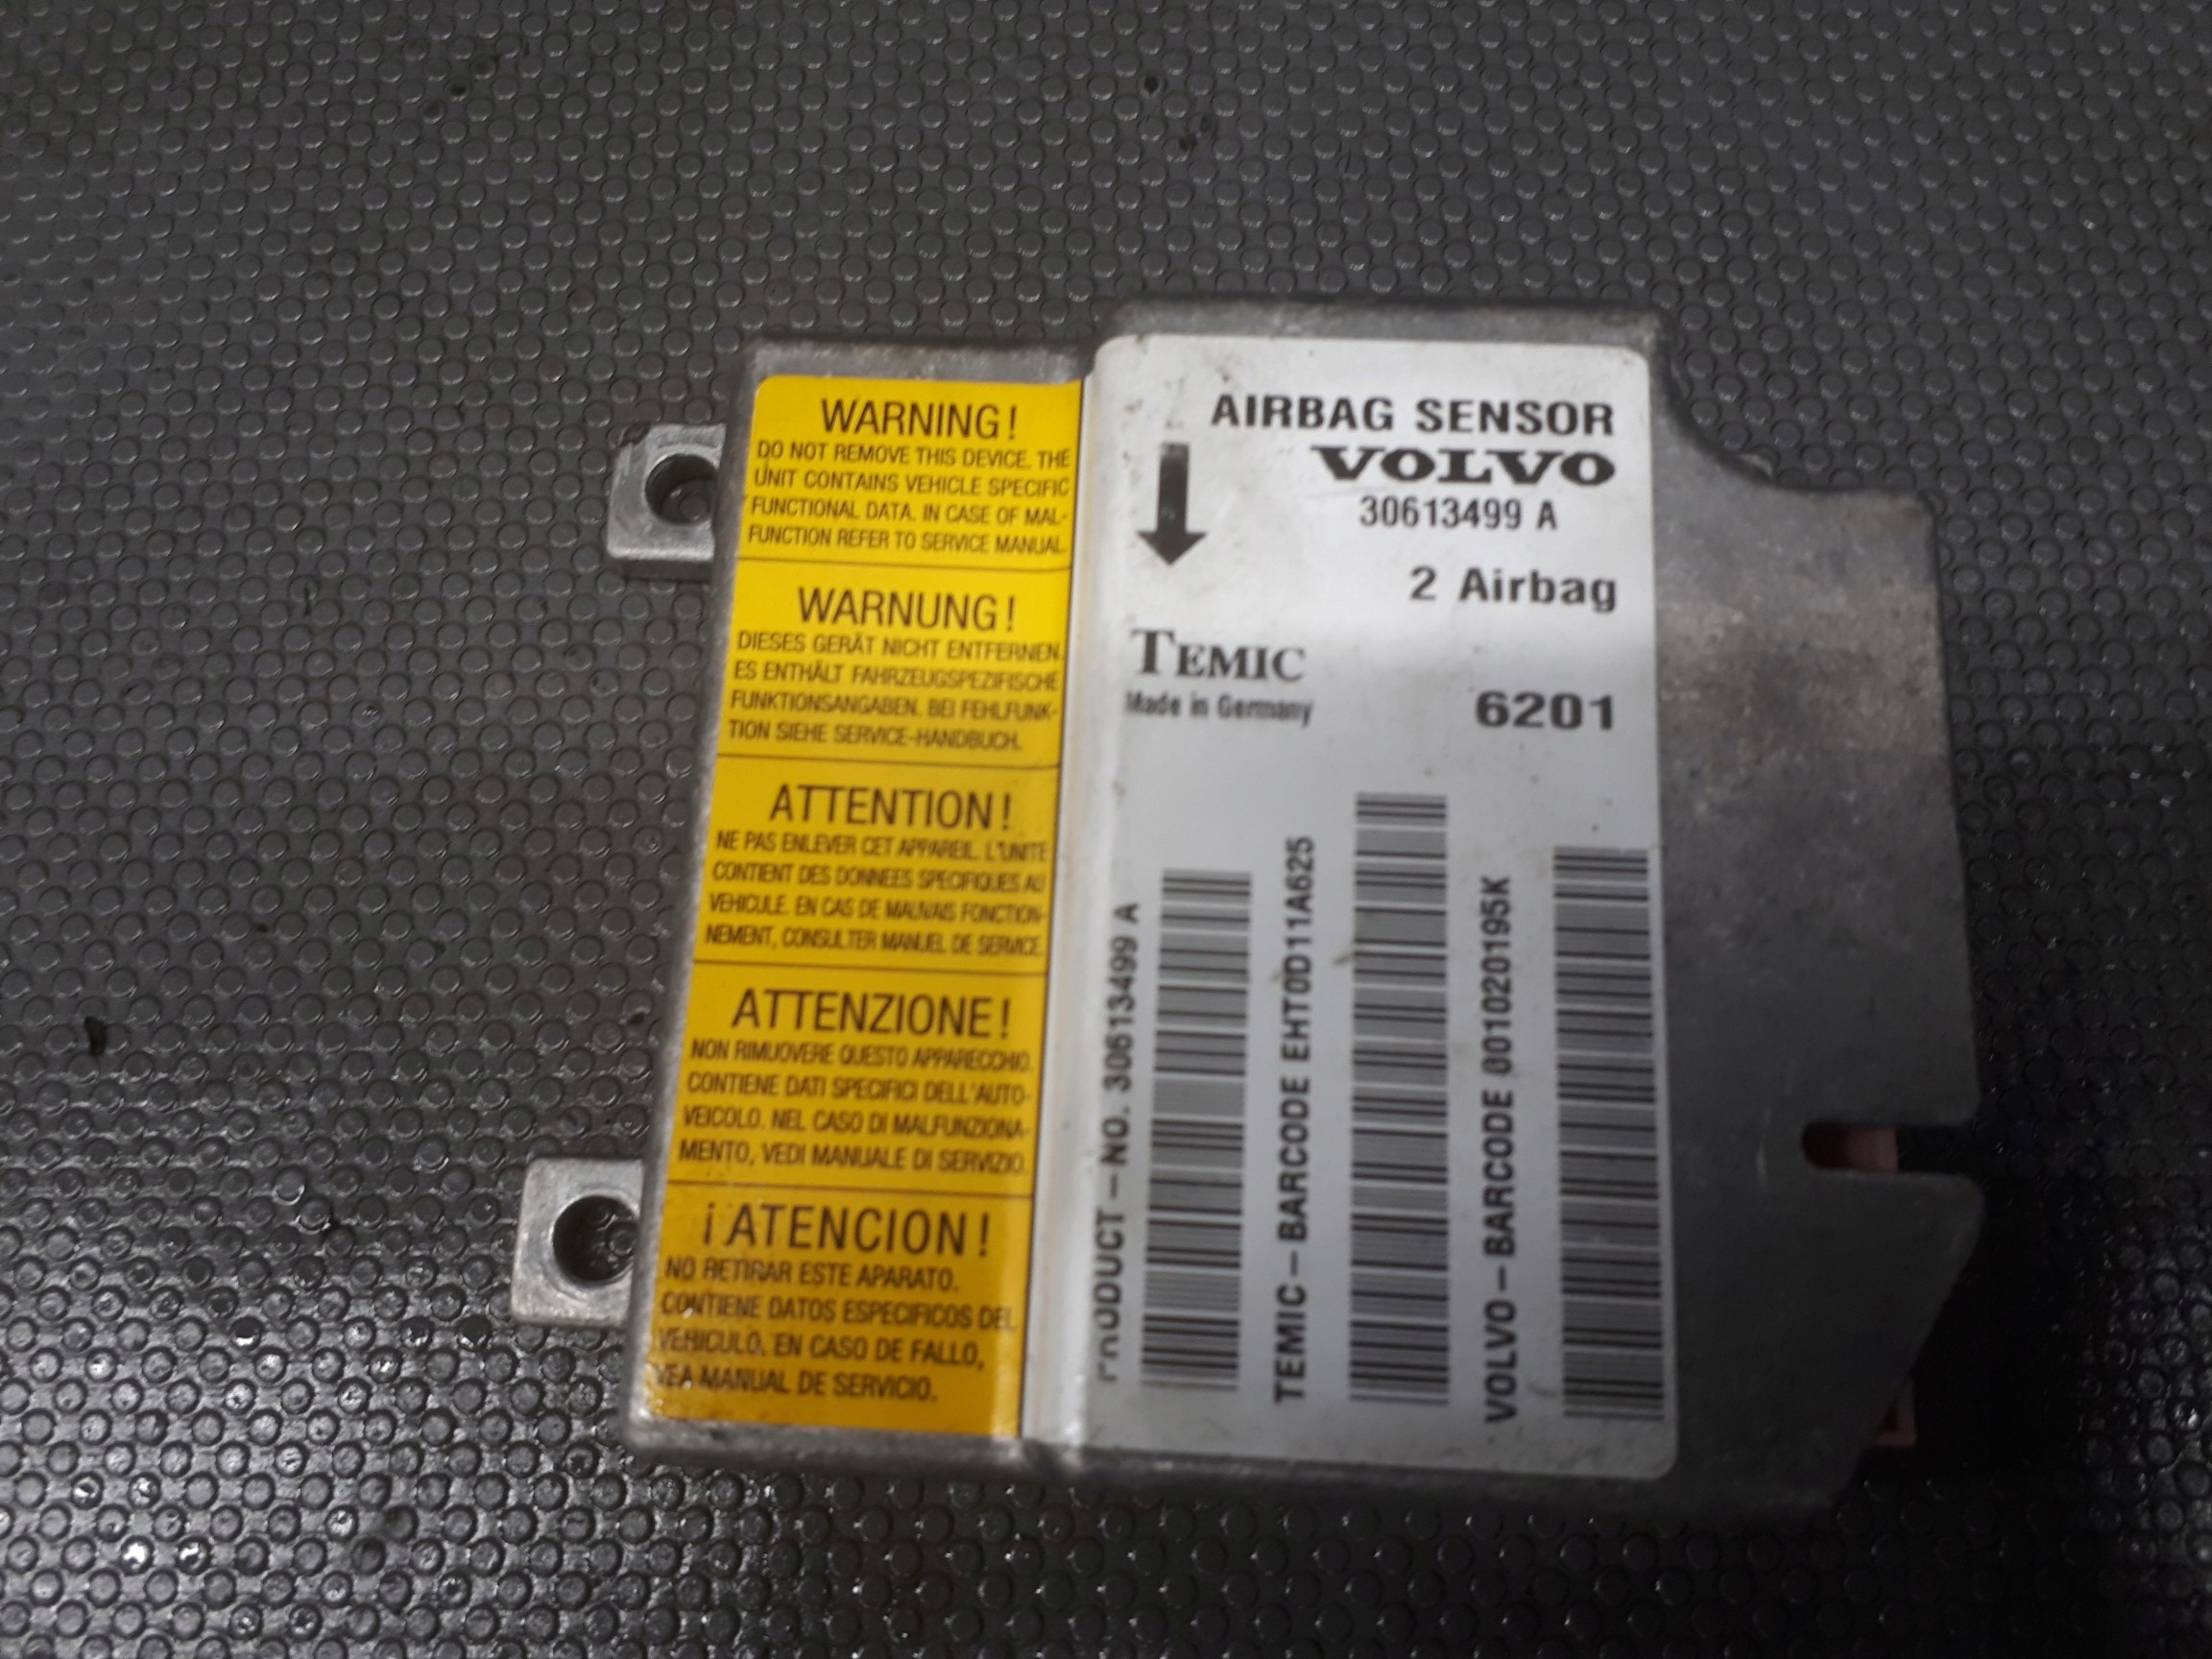 WARNING!
DO NOT REMOVE THIS DEVICE. THE
UNIT CONTAINS VEHICLE SPECIFIC
FUNCTIONAL DATA. IN CASE OF MAL-
FUNCTION REFER TO SERVICE MANUAL.
WARNUNG!
DIESES GERÄT NICHT ENTFERNEN.
ES ENTHÄLT FAHRZEUGSPEZIFISCHE
FUNKTIONSANGABEN. BEI FEHLFUNK-
TION SIEHE SERVICE-HANDBUCH.
ATTENTION!
NE PAS ENLEVER CET APPAREIL. L'UNITE
CONTIENT DES DONNEES SPECIFIQUES AU
VEHICULE. EN CAS DE MAUVAIS FONCTION-
NEMENT, CONSULTER MANUEL DE SERVICE.
ATTENZIONE!
NON RIMUOVERE QUESTO APPARECCHIO.
CONTIENE DATI SPECIFICI DELL'AUTO-
VEICOLO. NEL CASO DI MALFUNZIONA-
MENTO, VEDI MANUALE DI SERVIZIO.
¡ATENCION!
NO RETIRAR ESTE APARATO.
CONTIENE DATOS ESPECIFICOS DEL
VEHICULO. EN CASO DE FALLO,
VEA MANUAL DE SERVICIO.
AIRBAG SENSOR
VOLVO
30613499 A
2 Airbag
TEMIC
Made in Germany
6201
PRODUCT-NO. 30613499 A
TEMIC-BARCODE EHT0D11A625
VOLVO-BARCODE 001020195K